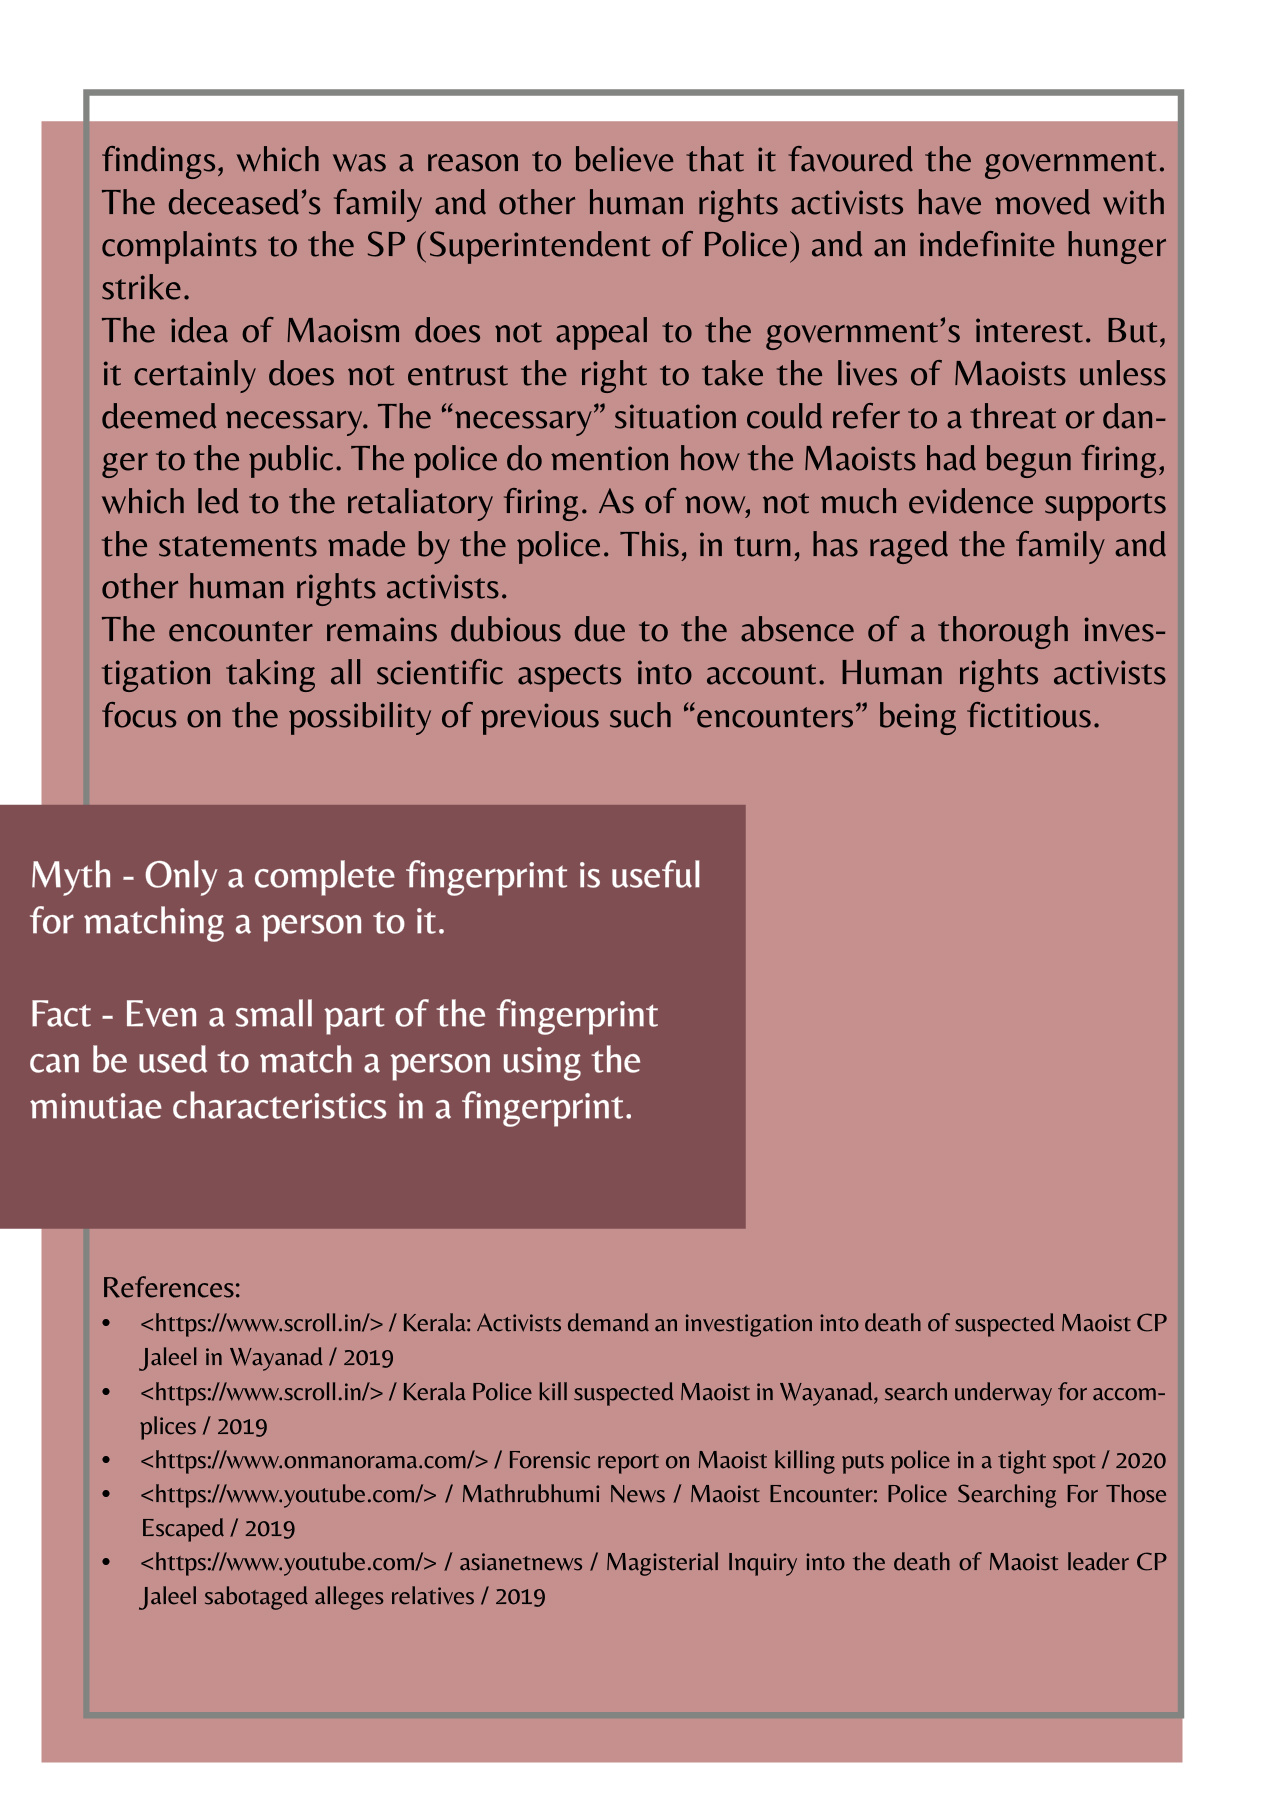 findings, which was a reason to believe that it favoured the government.
The deceased’s family and other human rights activists have moved with
complaints to the SP (Superintendent of Police) and an indefinite hunger
strike.
The idea of Maoism does not appeal to the government’s interest. But,
it certainly does not entrust the right to take the lives of Maoists unless
deemed necessary. The “necessary” situation could refer to a threat or dan-
ger to the public. The police do mention how the Maoists had begun firing,
which led to the retaliatory firing. As of now, not much evidence supports
the statements made by the police. This, in turn, has raged the family and
other human rights activists.
The encounter remains dubious due to the absence of a thorough inves-
tigation taking all scientific aspects into account. Human rights activists
focus on the possibility of previous such “encounters” being fictitious.
Myth - Only a complete fingerprint is useful
for matching a person to it.
Fact - Even a small part of the fingerprint
can be used to match a person using the
minutiae characteristics in a fingerprint.
References:
• <https://www.scroll.in/> / Kerala: Activists demand an investigation into death of suspected Maoist CP
Jaleel in Wayanad / 2019
• <https://www.scroll.in/> / Kerala Police kill suspected Maoist in Wayanad, search underway for accom-
plices / 2019
• <https://www.onmanorama.com/> / Forensic report on Maoist killing puts police in a tight spot / 2020
• <https://www.youtube.com/> / Mathrubhumi News / Maoist Encounter: Police Searching For Those
Escaped / 2019
• <https://www.youtube.com/> / asianetnews / Magisterial Inquiry into the death of Maoist leader CP
Jaleel sabotaged alleges relatives / 2019